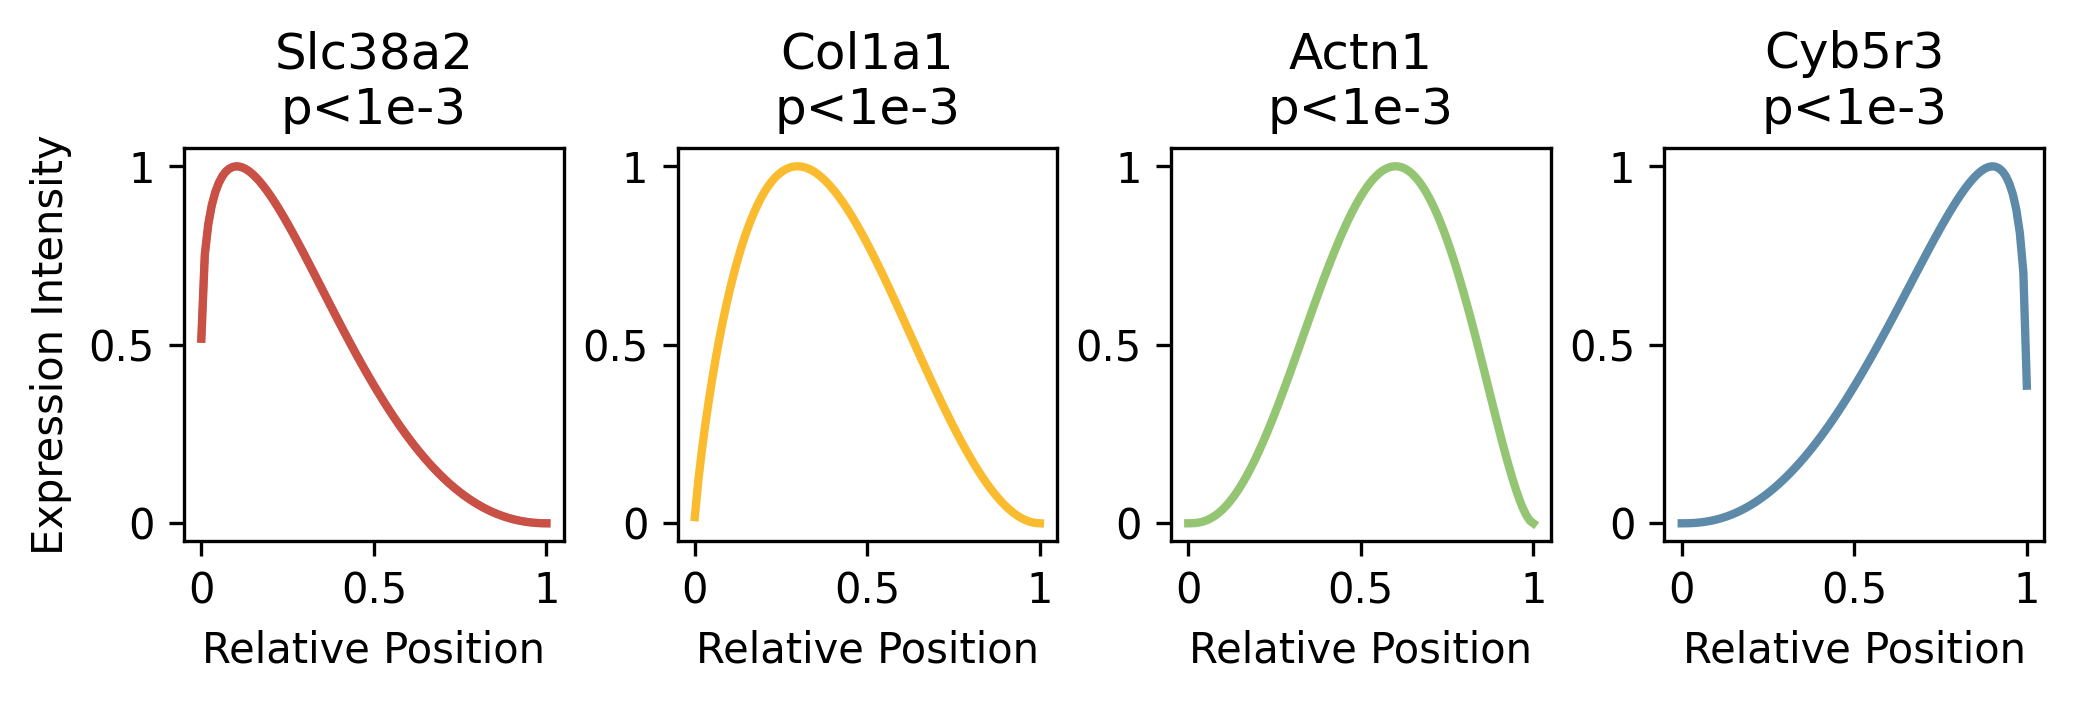 Slc38a2
p<1e-3
Col1a1
p<1e-3
Actn1
p<1e-3
Cyb5r3
p<1e-3
Expression Intensity
1
0.5
0
0 0.5 1
Relative Position
1
0.5
0
0 0.5 1
Relative Position
1
0.5
0
0 0.5 1
Relative Position
1
0.5
0
0 0.5 1
Relative Position